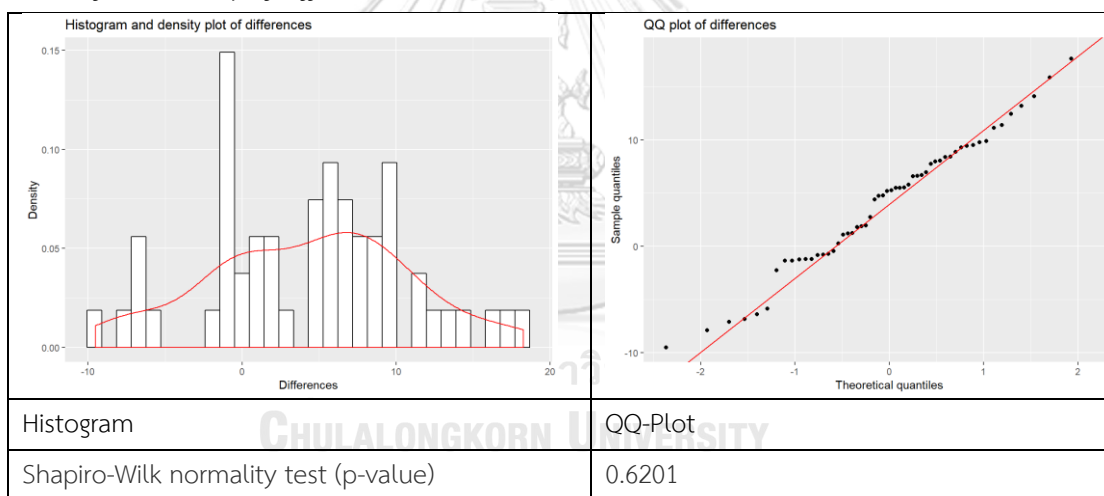 Histogram and density plot of differences
0.15
0.10
0.05
0.00
Density
-10
0
10
20
Differences
QQ plot of differences
10
0
-10
Sample quantiles
-2
-1
0
1
2
Theoretical quantiles
Histogram
QQ-Plot
CHULALONGKORN UNIVERSITY
Shapiro-Wilk normality test (p-value)
0.6201